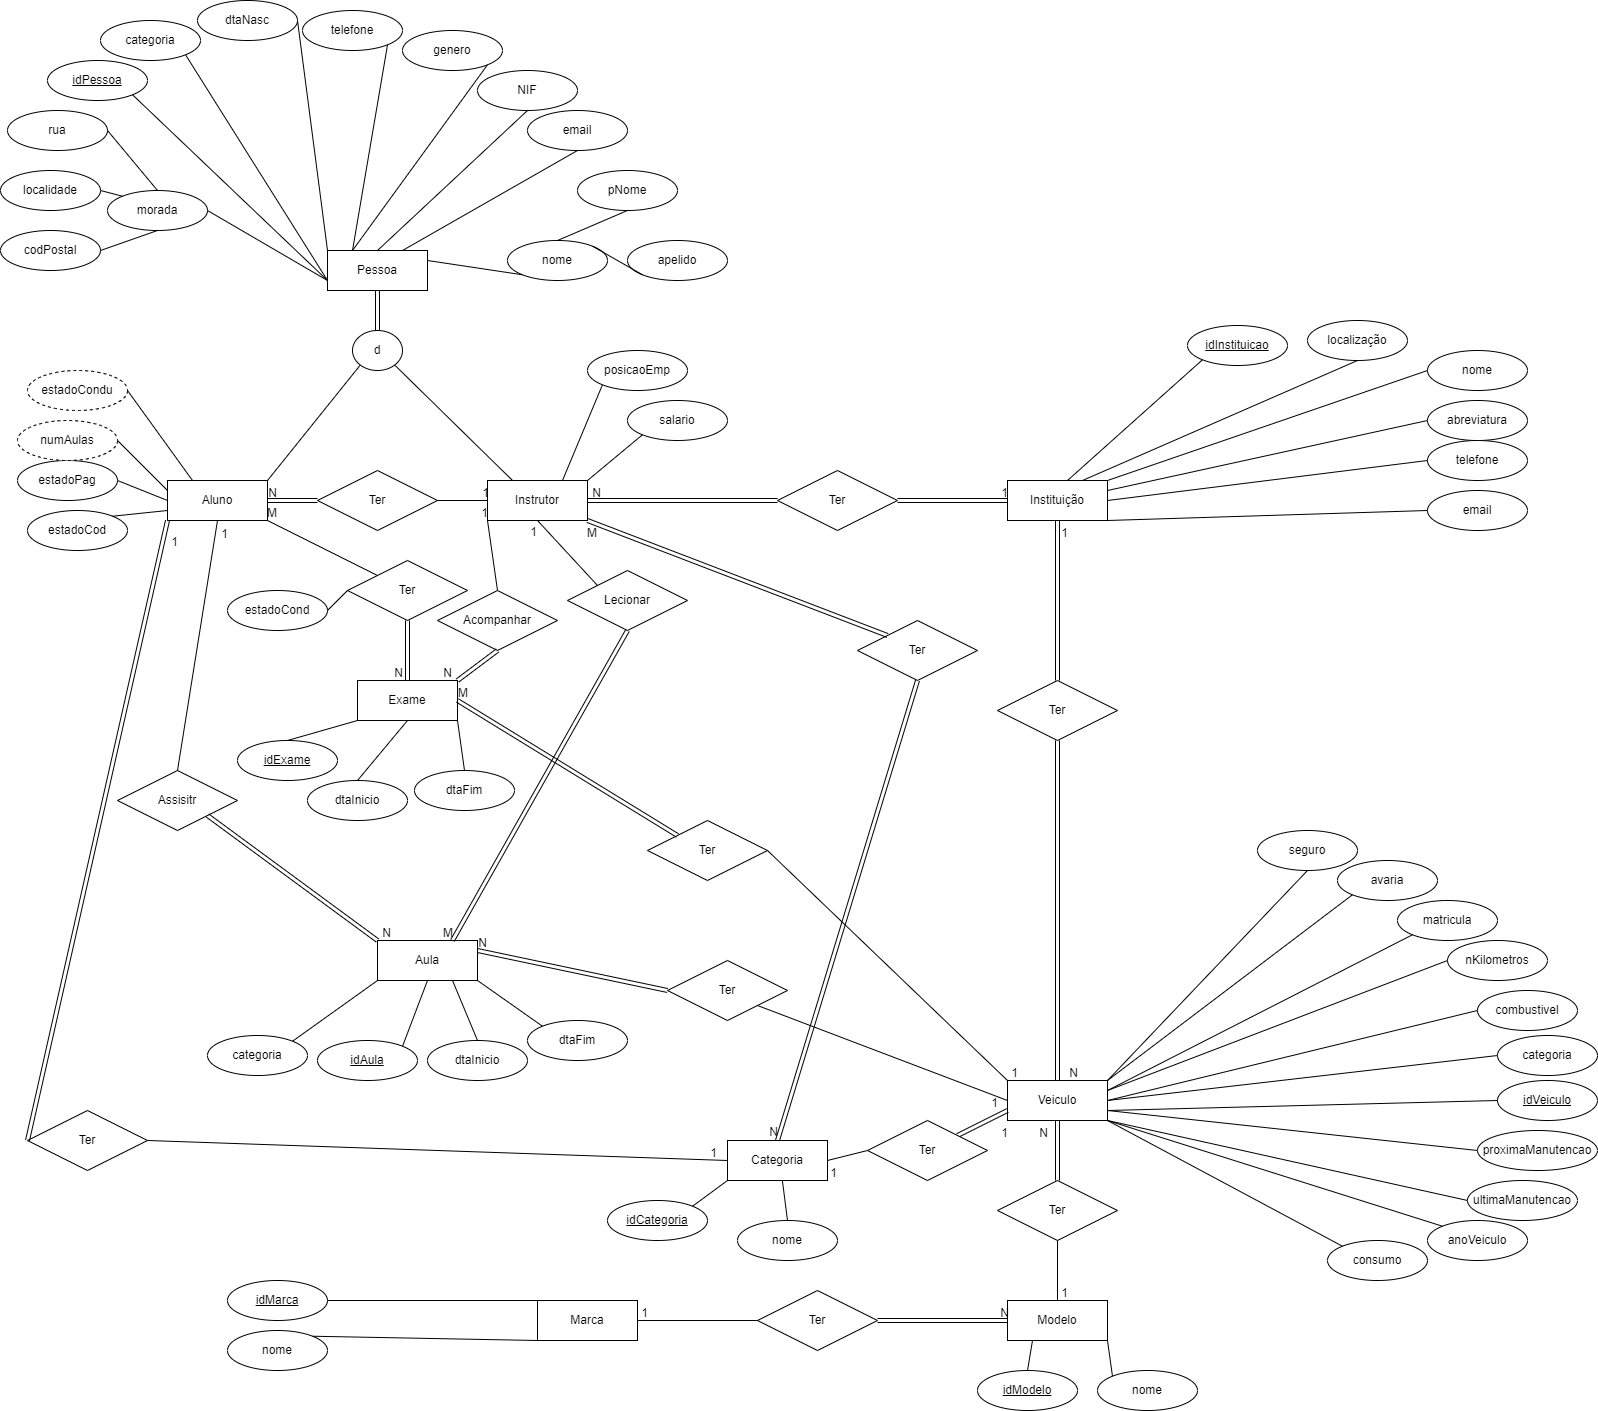 dtaNasc
telefone
categoria
genero
idPessoa
NIF
rua
email
localidade
pNome
morada
codPostal
nome
apelido
Pessoa
d
idInstituicao
localização
posicaoEmp
nome
estadoCondu
salario
abreviatura
numAulas
telefone
estadoPag
N
1
N
1
Aluno
Ter
Instrutor
Ter
Instituição
M
1
email
estadoCod
1
1
1
M
1
Ter
Lecionar
estadoCond
Acompanhar
Ter
N
N
M
Exame
Ter
idExame
dtaInicio
dtaFim
Assisitr
Ter
seguro
avaria
matricula
N
M
N
Aula
nKilometros
Ter
combustivel
categoria
idAula
dtaInicio
dtaFim
categoria
1
N
1
Veiculo
idVeiculo
1
N
Ter
N
1
Categoria
1
Ter
proximaManutencao
ultimaManutencao
Ter
idCategoria
nome
anoVeiculo
consumo
idMarca
1
1
N
Marca
Ter
Modelo
nome
idModelo
nome